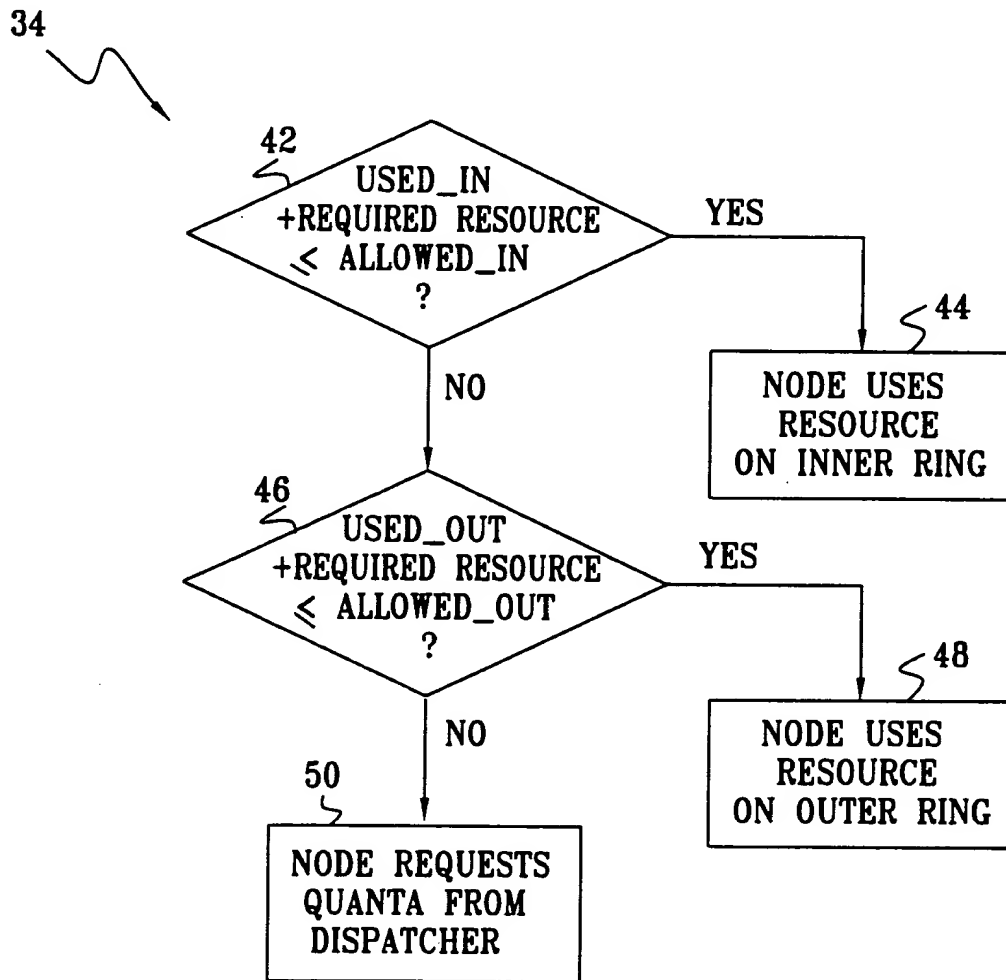 34
42
USED_IN
+REQUIRED RESOURCE
≤ ALLOWED_IN
?
YES
44
NODE USES
RESOURCE
ON INNER RING
NO
46
USED_OUT
+REQUIRED RESOURCE
≤ ALLOWED_OUT
?
YES
48
NODE USES
RESOURCE
ON OUTER RING
NO
50
NODE REQUESTS
QUANTA FROM
DISPATCHER